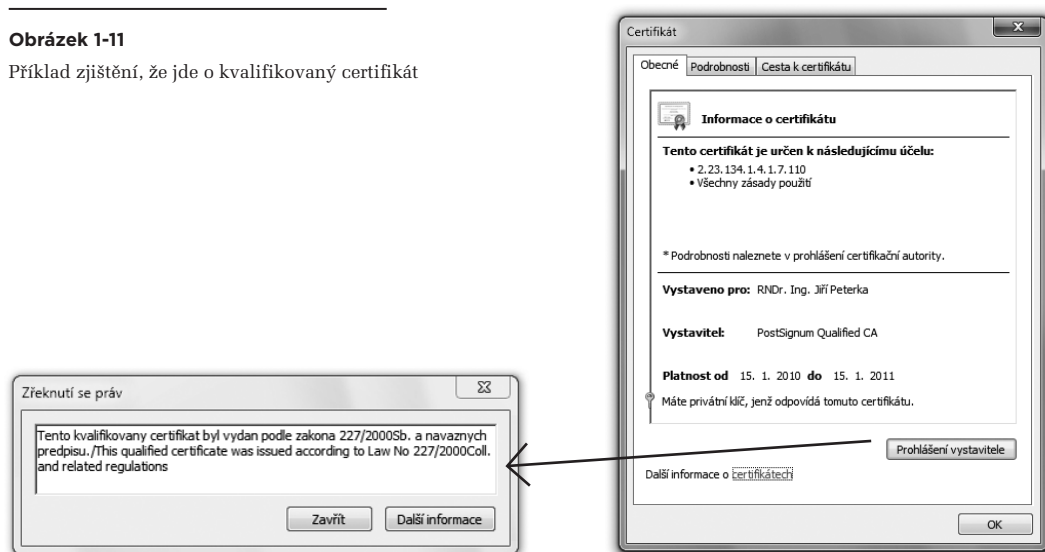 Obrázek 1-11
Příklad zjištění, že jde o kvalifikovaný certifikát
Certifikát
Obecné Podrobnosti Cesta k certifikátu
Informace o certifikátu
Tento certifikát je určen k následujícímu účelu:
• 2.23.134.1.4.1.7.110
• Všechny zásady použití
* Podrobnosti naleznete v prohlášení certifikační autority.
Vystaveno pro: RNDr. Ing. Jiří Peterka
Vystavitel: PostSignum Qualified CA
Platnost od 15. 1. 2010 do 15. 1. 2011
Máte privátní klíč, jenž odpovídá tomuto certifikátu.
Prohlášení vystavitele
Další informace o certifikátech
OK
Zřeknutí se práv
Tento kvalifikovany certifikat byl vydan podle zakona 227/2000Sb. a navaznych
predpisu./This qualified certificate was issued according to Law No 227/2000Coll.
and related regulations
Zavřít Další informace